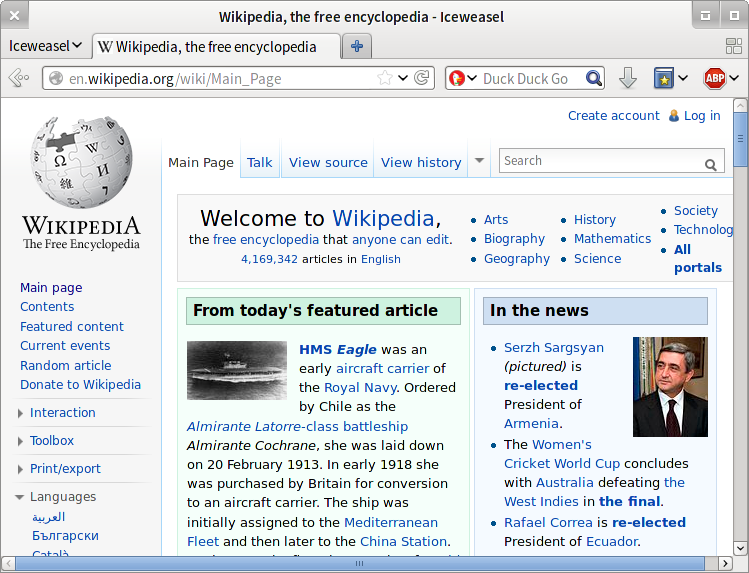 Wikipedia, the free encyclopedia - Iceweasel
Iceweasel
W Wikipedia, the free encyclopedia
en.wikipedia.org/wiki/Main_Page
Duck Duck Go
ABP
Create account
Log in
Main Page
Talk
View source
View history
Search
WIKIPEDIA
The Free Encyclopedia
Welcome to Wikipedia,
the free encyclopedia that anyone can edit.
4,169,342 articles in English
Arts
Biography
Geography
History
Mathematics
Science
Society
Technolog
All
portals
Main page
Contents
Featured content
Current events
Random article
Donate to Wikipedia
Interaction
Toolbox
Print/export
Languages
العربية
Български
Català
From today's featured article
HMS Eagle was an
early aircraft carrier of
the Royal Navy. Ordered
by Chile as the
Almirante Latorre-class battleship
Almirante Cochrane, she was laid down
on 20 February 1913. In early 1918 she
was purchased by Britain for conversion
to an aircraft carrier. The ship was
initially assigned to the Mediterranean
Fleet and then later to the China Station.
In the news
Serzh Sargsyan
(pictured) is
re-elected
President of
Armenia.
The Women's
Cricket World Cup concludes
with Australia defeating the
West Indies in the final.
Rafael Correa is re-elected
President of Ecuador.